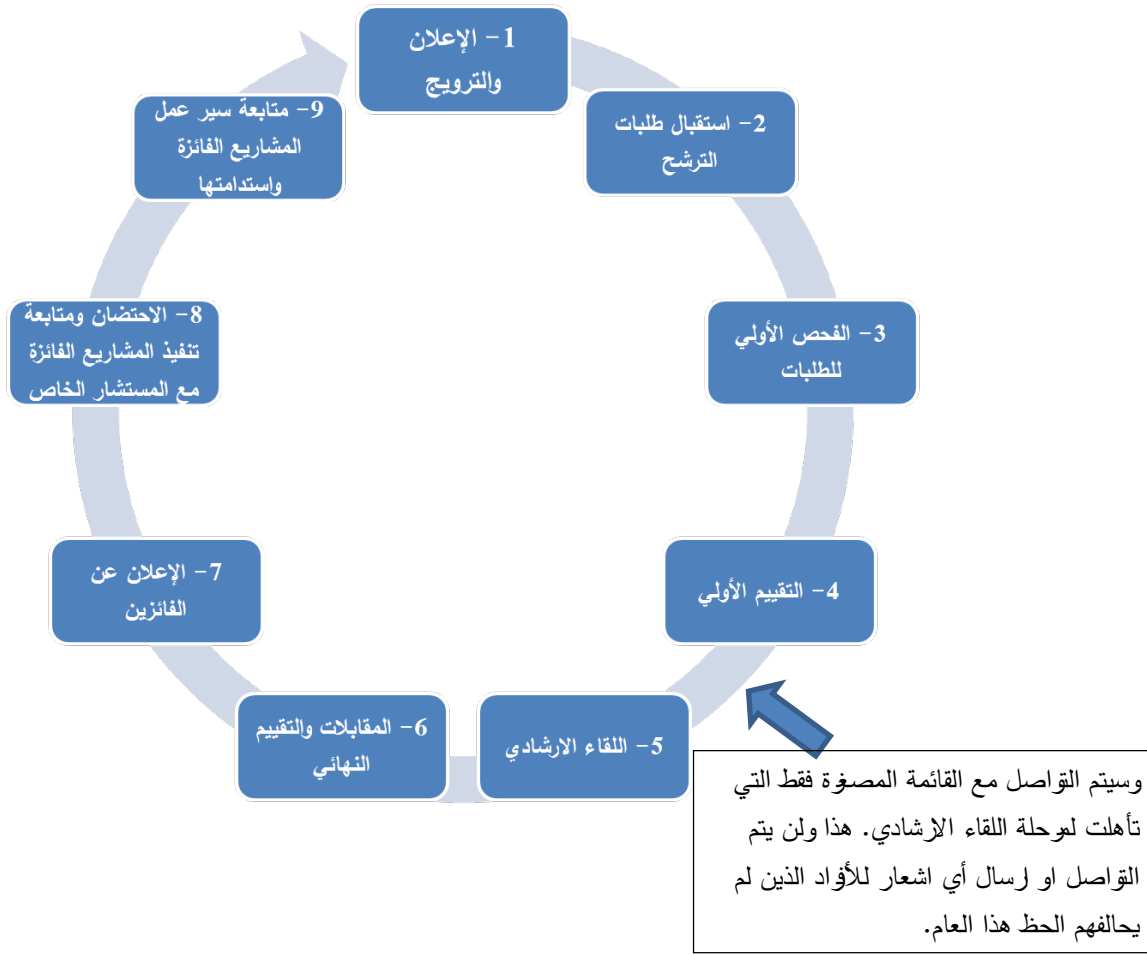 1- الإعلان
والترويج
2- استقبال طلبات
الترشح
3- الفحص الأولي
للطلبات
4- التقييم الأولي
5- اللقاء الارشادي
6- المقابلات والتقييم
النهائي
7- الإعلان عن
الفائزين
8- الاحتضان ومتابعة
تنفيذ المشاريع الفائزة
مع المستشار الخاص
9- متابعة سير عمل
المشاريع الفائزة
واستدامتها
وسيتم التواصل مع القائمة المصغرة فقط التي
تأهلت لمرحلة اللقاء الارشادي. هذا ولن يتم
التواصل او ارسال أي اشعار للأفراد الذين لم
يحالفهم الحظ هذا العام.